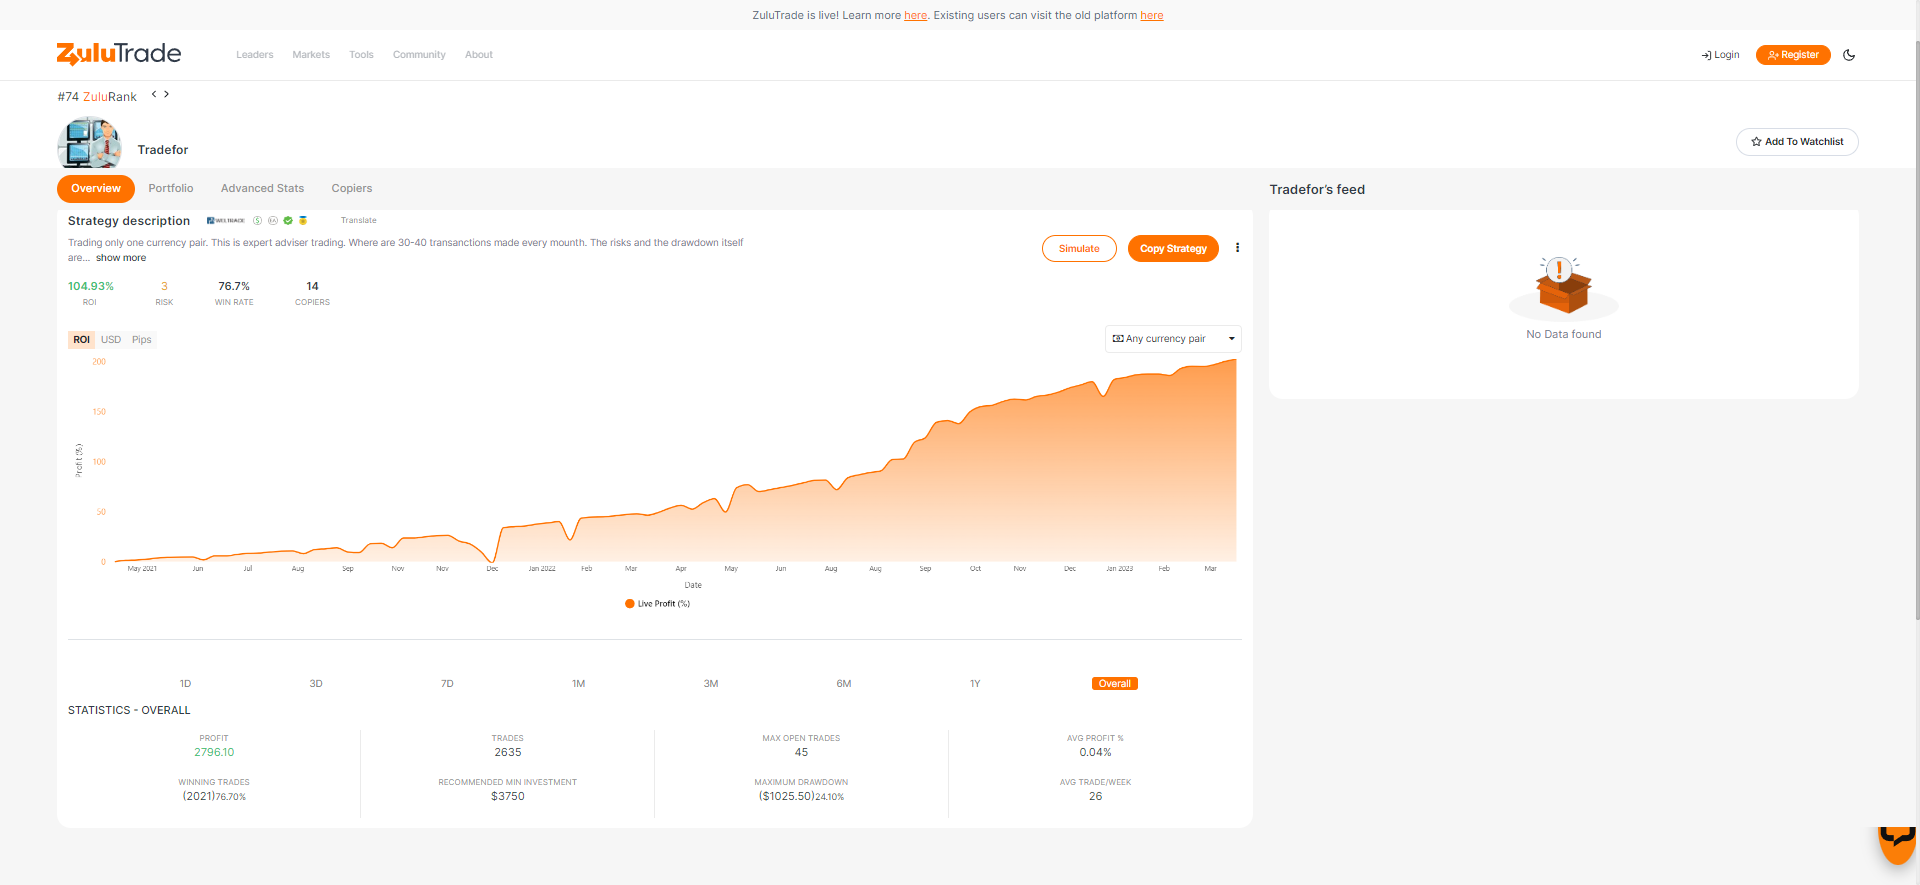 ZuluTrade is live! Learn more here. Existing users can visit the old platform here
ZuluTrade
Leaders Markets Tools Community About
Login Register
#74 ZuluRank
Tradefor
Add To Watchlist
Overview Portfolio Advanced Stats Copiers
Tradefor's feed
Strategy description
EA
Translate
Trading only one currency pair. This is expert adviser trading. Where are 30-40 transanctions made every mounth. The risks and the drawdown itself
are... show more
Simulate Copy Strategy
104.93% 3 76.7% 14
ROI RISK WIN RATE COPIERS
No Data found
ROI USD Pips
Any currency pair
200
150
100
50
0
Profit (%)
May 2021 Jun Jul Aug Sep Nov Nov Dec Jan 2022 Feb Mar Apr May Jun Aug Aug Sep Oct Nov Dec Jan 2023 Feb Mar
Date
Live Profit (%)
1D 3D 7D 1M 3M 6M 1Y Overall
STATISTICS - OVERALL
PROFIT TRADES MAX OPEN TRADES AVG PROFIT %
2796.10 2635 45 0.04%
WINNING TRADES RECOMMENDED MIN INVESTMENT MAXIMUM DRAWDOWN AVG TRADE/WEEK
(2021)76.70% $3750 ($1025.50)24.10% 26